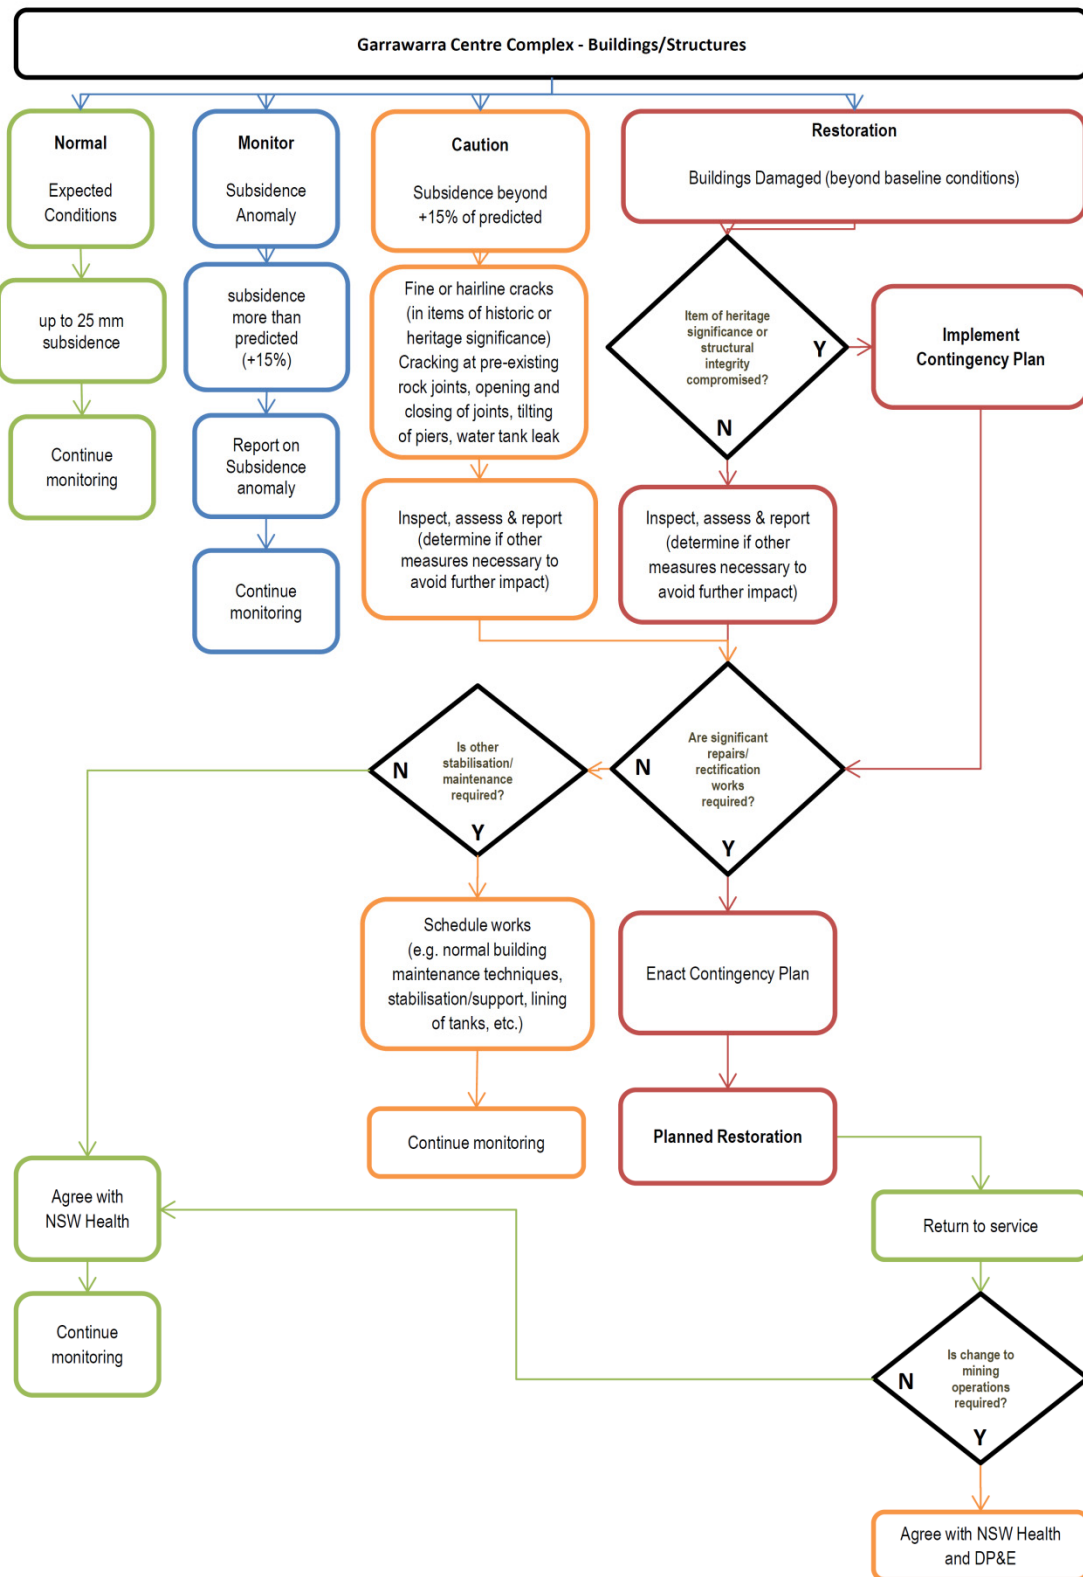 Garrawarra Centre Complex - Buildings/Structures
Normal
Expected
Conditions
up to 25 mm
subsidence
Continue
monitoring
Monitor
Subsidence
Anomaly
subsidence
more than
predicted
(+15%)
Report on
Subsidence
anomaly
Continue
monitoring
Caution
Subsidence beyond
+15% of predicted
Fine or hairline cracks
(in items of historic or
heritage significance)
Cracking at pre-existing
rock joints, opening and
closing of joints, tilting
of piers, water tank leak
Inspect, assess & report
(determine if other
measures necessary to
avoid further impact)
Restoration
Buildings Damaged (beyond baseline conditions)
Item of heritage
significance or
structural
integrity
compromised?
Y
N
Implement
Contingency Plan
Inspect, assess & report
(determine if other
measures necessary to
avoid further impact)
Are significant
repairs/
rectification
works
required?
N
Y
Is other
stabilisation/
maintenance
required?
N
Y
Schedule works
(e.g. normal building
maintenance techniques,
stabilisation/support, lining
of tanks, etc.)
Continue monitoring
Enact Contingency Plan
Planned Restoration
Agree with
NSW Health
Continue
monitoring
Return to service
Is change to
mining
operations
required?
N
Y
Agree with NSW Health
and DP&E